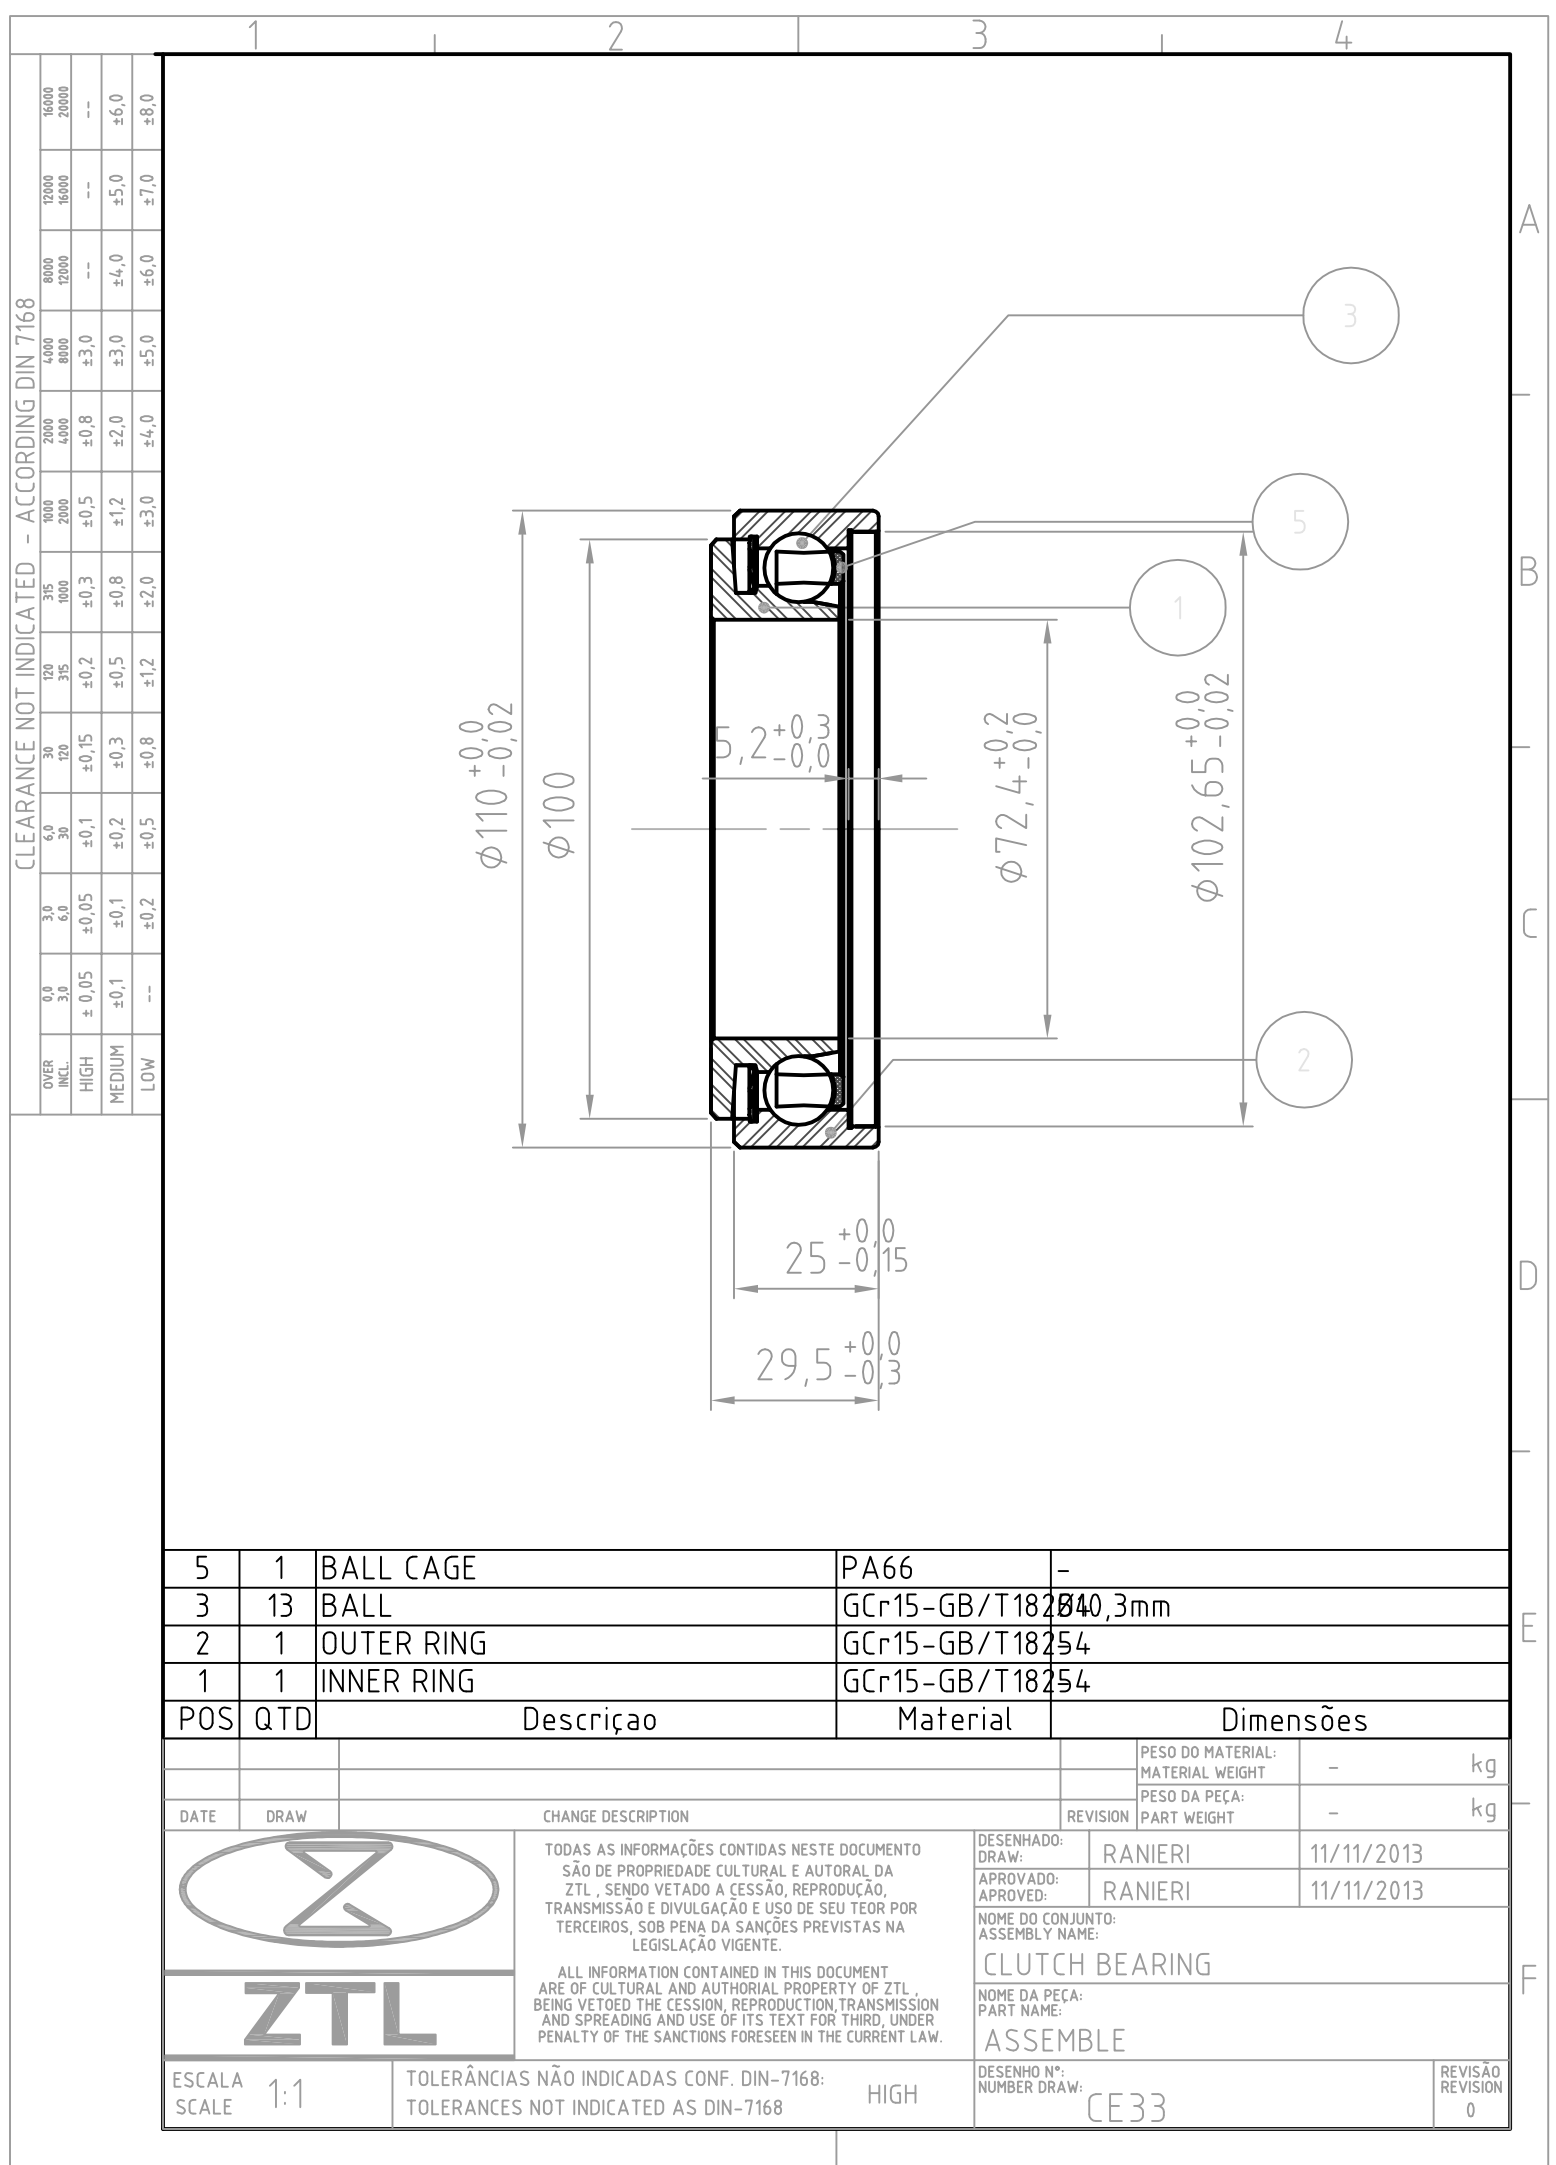 1 2 3 4
A
B
C
D
E
F
CLEARANCE NOT INDICATED - ACCORDING DIN 7168
OVER INCL. HIGH MEDIUM LOW
0,0 3,0 ± 0,05 ±0,1 --
3,0 6,0 ±0,05 ±0,1 ±0,2
6,0 30 ±0,1 ±0,2 ±0,5
30 120 ±0,15 ±0,3 ±0,8
120 315 ±0,2 ±0,5 ±1,2
315 1000 ±0,3 ±0,8 ±2,0
1000 2000 ±0,5 ±1,2 ±3,0
2000 4000 ±0,8 ±2,0 ±4,0
4000 8000 ±3,0 ±3,0 ±5,0
8000 12000 -- ±4,0 ±6,0
12000 16000 -- ±5,0 ±7,0
16000 20000 -- ±6,0 ±8,0
3
5
1
2
Φ110 +0,0 -0,02
Φ100
5,2 +0,3 -0,0
Φ72,4 +0,2 -0,0
Φ102,65 +0,0 -0,02
25 +0,0 -0,15
29,5 +0,0 -0,3
5 1 BALL CAGE PA66 -
3 13 BALL GCr15-GB/T18254 Ø10,3mm
2 1 OUTER RING GCr15-GB/T18254 -
1 1 INNER RING GCr15-GB/T18254 -
POS QTD Descriçao Material Dimensões
PESO DO MATERIAL:
MATERIAL WEIGHT - kg
PESO DA PEÇA:
PART WEIGHT - kg
DATE DRAW CHANGE DESCRIPTION REVISION
ZTL
TODAS AS INFORMAÇÕES CONTIDAS NESTE DOCUMENTO
SÃO DE PROPRIEDADE CULTURAL E AUTORAL DA
ZTL , SENDO VETADO A CESSÃO, REPRODUÇÃO,
TRANSMISSÃO E DIVULGAÇÃO E USO DE SEU TEOR POR
TERCEIROS, SOB PENA DA SANÇÕES PREVISTAS NA
LEGISLAÇÃO VIGENTE.
ALL INFORMATION CONTAINED IN THIS DOCUMENT
ARE OF CULTURAL AND AUTHORIAL PROPERTY OF ZTL ,
BEING VETOED THE CESSION, REPRODUCTION,TRANSMISSION
AND SPREADING AND USE OF ITS TEXT FOR THIRD, UNDER
PENALTY OF THE SANCTIONS FORESEEN IN THE CURRENT LAW.
DESENHADO:
DRAW: RANIERI 11/11/2013
APROVADO:
APROVED: RANIERI 11/11/2013
NOME DO CONJUNTO:
ASSEMBLY NAME:
CLUTCH BEARING
NOME DA PEÇA:
PART NAME:
ASSEMBLE
ESCALA
SCALE 1:1
TOLERÂNCIAS NÃO INDICADAS CONF. DIN-7168:
TOLERANCES NOT INDICATED AS DIN-7168 HIGH
DESENHO Nº:
NUMBER DRAW: CE33
REVISÃO
REVISION
0